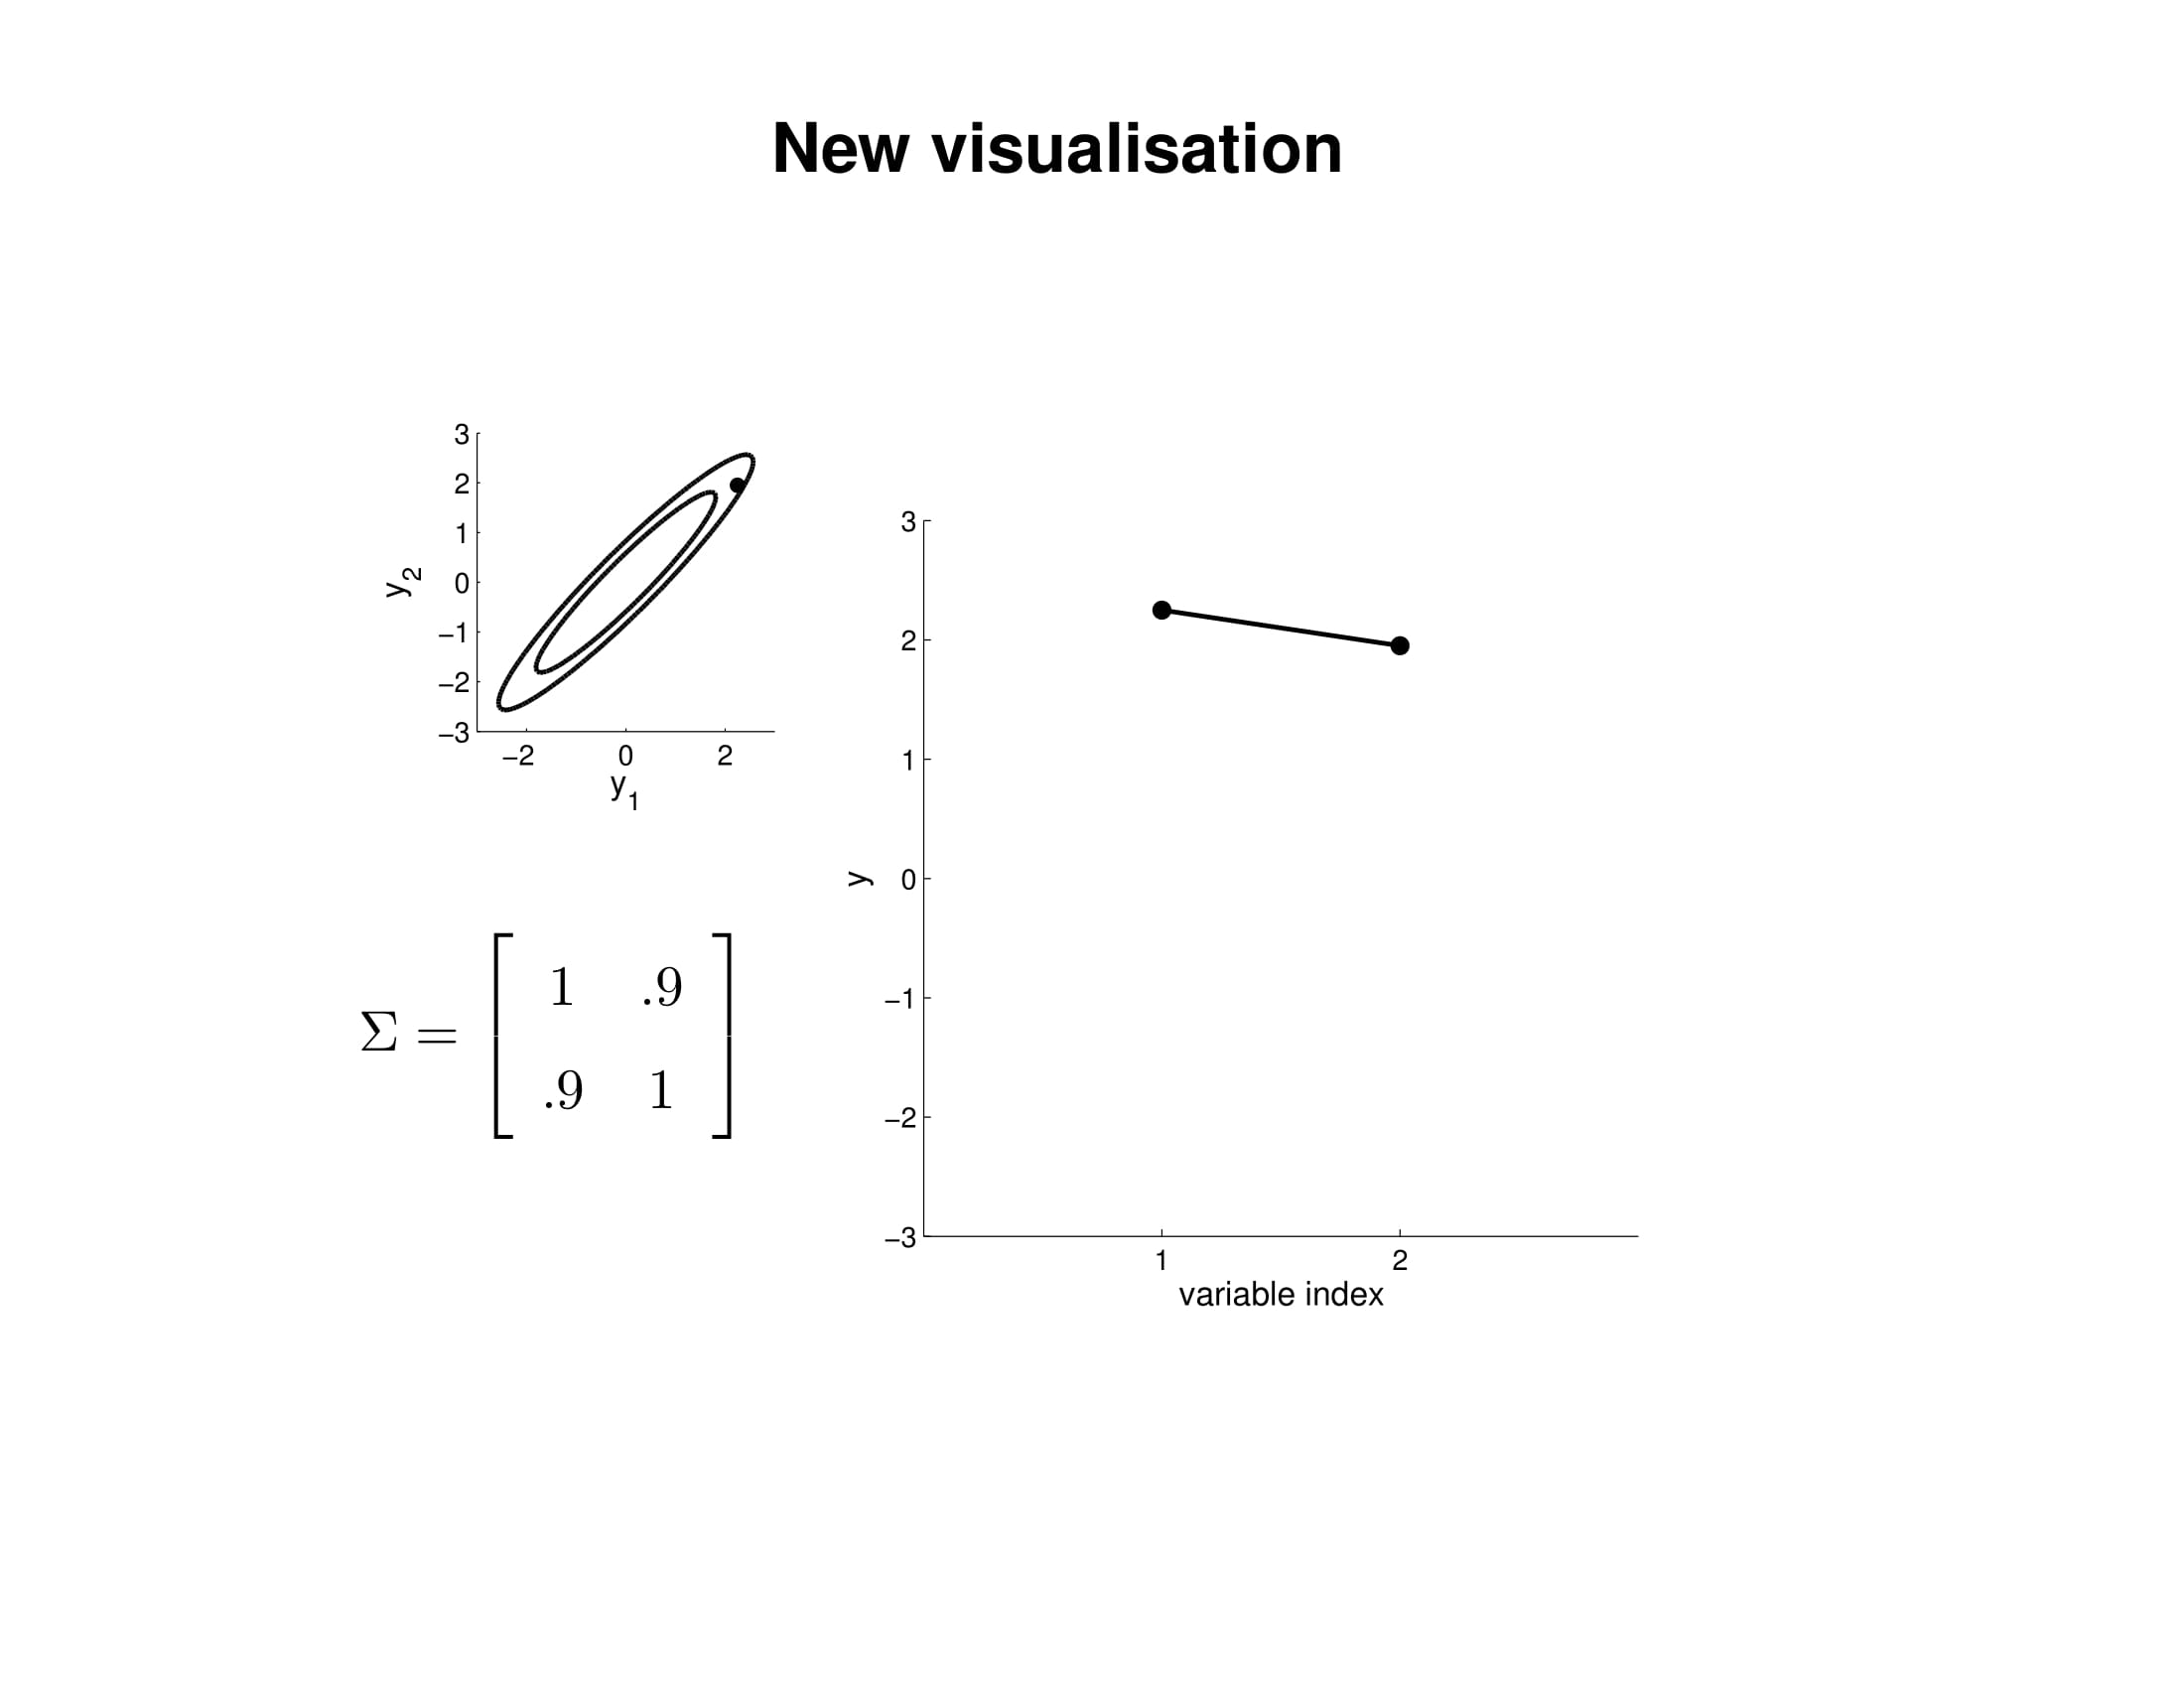 New visualisation
3
2
1
0
−1
−2
−3
y2
−2 0 2
y1
Σ = [ 1 .9
.9 1 ]
3
2
1
0
−1
−2
−3
y
1 2
variable index